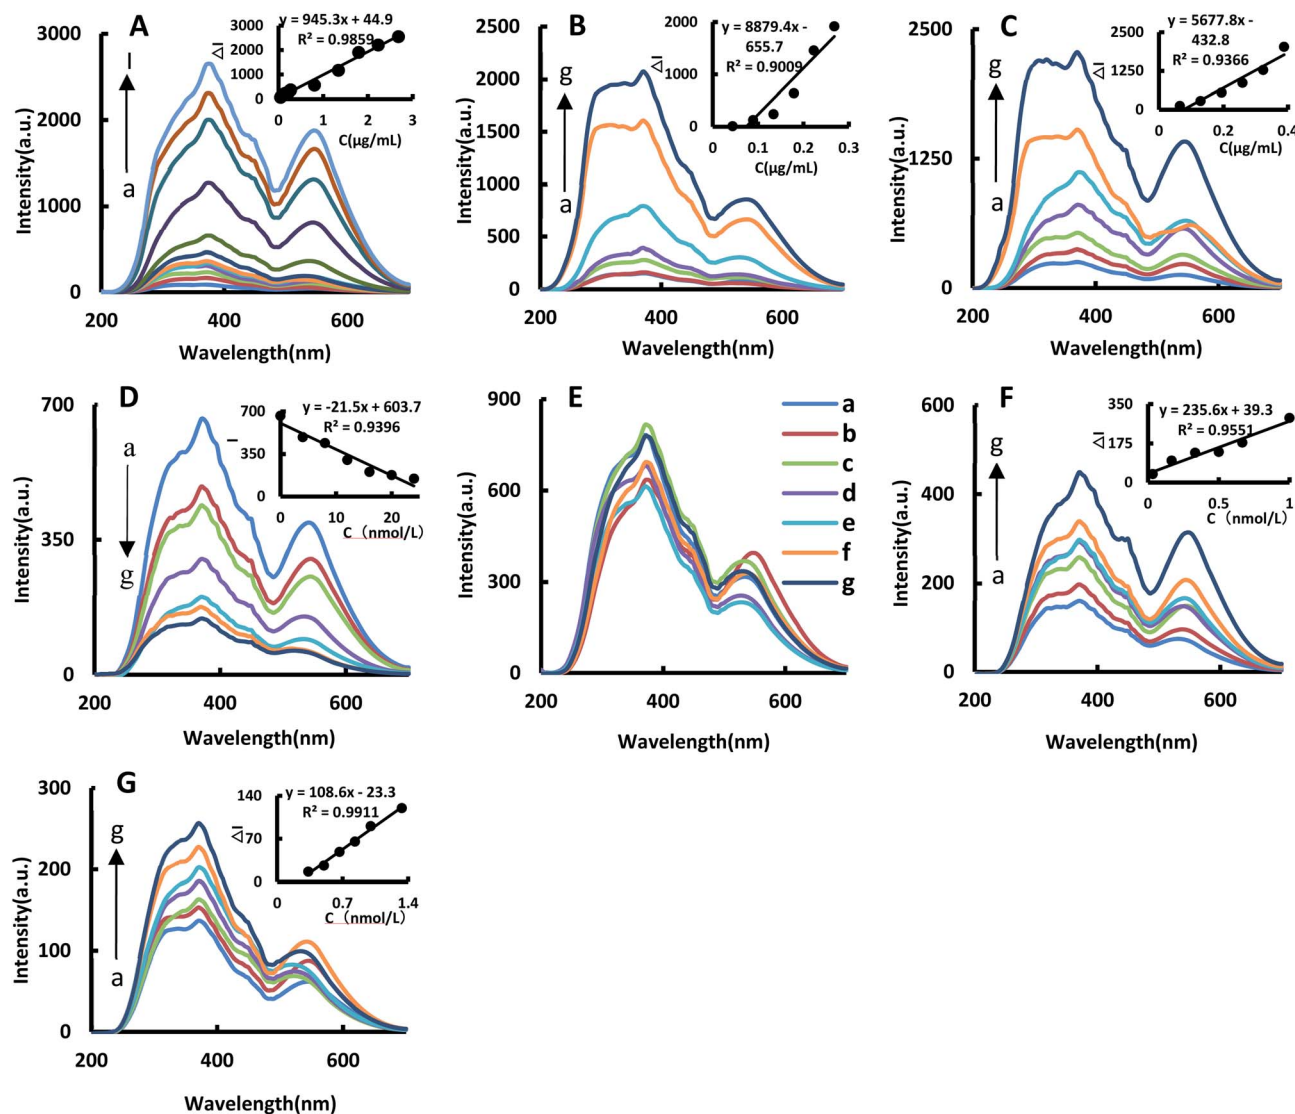 A
3000
2000
1000
0
200
400
600
Intensity(a.u.)
Wavelength(nm)
l
a
y = 945.3x + 44.9
R² = 0.9859
△I
4000
3000
2000
1000
0
0
1
2
3
C(μg/mL)
B
2500
2000
1500
1000
500
0
200
400
600
Intensity(a.u.)
Wavelength(nm)
g
a
y = 8879.4x -
655.7
R² = 0.9009
△I
2000
1000
0
0
0.1
0.2
0.3
C(μg/mL)
C
2500
1250
0
200
400
600
Intensity(a.u.)
Wavelength(nm)
g
a
y = 5677.8x -
432.8
R² = 0.9366
△I
2500
1250
0
0
0.2
0.4
C(μg/mL)
D
700
350
0
200
400
600
Intensity(a.u.)
Wavelength(nm)
a
g
y = -21.5x + 603.7
R² = 0.9396
I
700
350
0
0
10
20
C （nmol/L）
E
900
600
300
0
200
400
600
Intensity(a.u.)
Wavelength(nm)
a
b
c
d
e
f
g
F
600
400
200
0
200
400
600
Intensity(a.u.)
Wavelength(nm)
g
a
y = 235.6x + 39.3
R² = 0.9551
△I
350
175
0
0
0.5
1
C （nmol/L）
G
300
200
100
0
200
400
600
Intensity(a.u.)
Wavelength(nm)
g
a
y = 108.6x - 23.3
R² = 0.9911
△I
140
70
0
0
0.7
1.4
C （nmol/L）